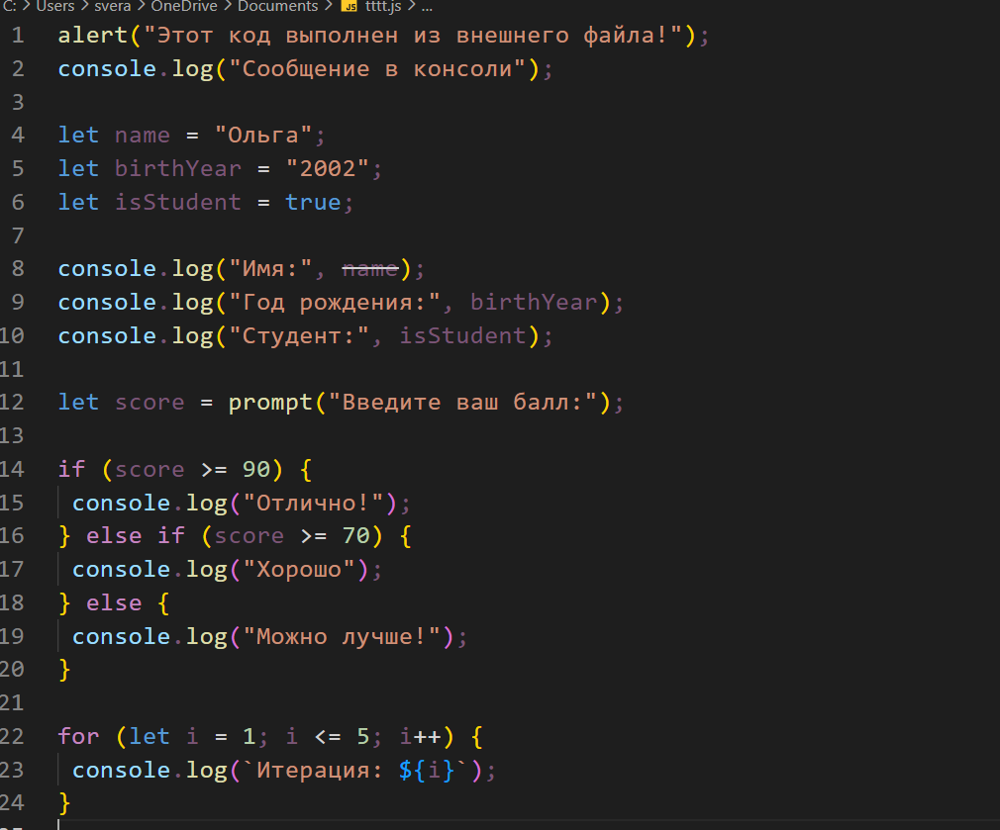 C: > Users > svera > OneDrive > Documents > JS tttt.js > ...
1 alert("Этот код выполнен из внешнего файла!");
2 console.log("Сообщение в консоли");
3
4 let name = "Ольга";
5 let birthYear = "2002";
6 let isStudent = true;
7
8 console.log("Имя:", name);
9 console.log("Год рождения:", birthYear);
10 console.log("Студент:", isStudent);
11
12 let score = prompt("Введите ваш балл:");
13
14 if (score >= 90) {
15 console.log("Отлично!");
16 } else if (score >= 70) {
17 console.log("Хорошо");
18 } else {
19 console.log("Можно лучше!");
20 }
21
22 for (let i = 1; i <= 5; i++) {
23 console.log(`Итерация: ${i}`);
24 }